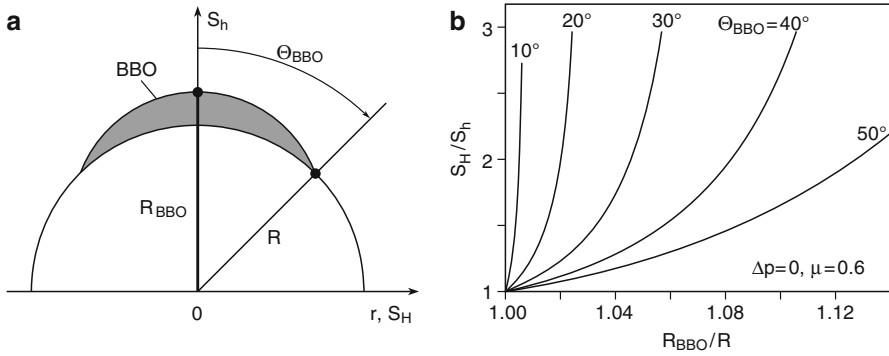 a
S_h
Θ_BBO
BBO
R_BBO
R
0
r, S_H
b
S_H/S_h
3
2
1
10°
20°
30°
Θ_BBO=40°
50°
Δp=0, μ=0.6
1.00
1.04
1.08
1.12
R_BBO/R